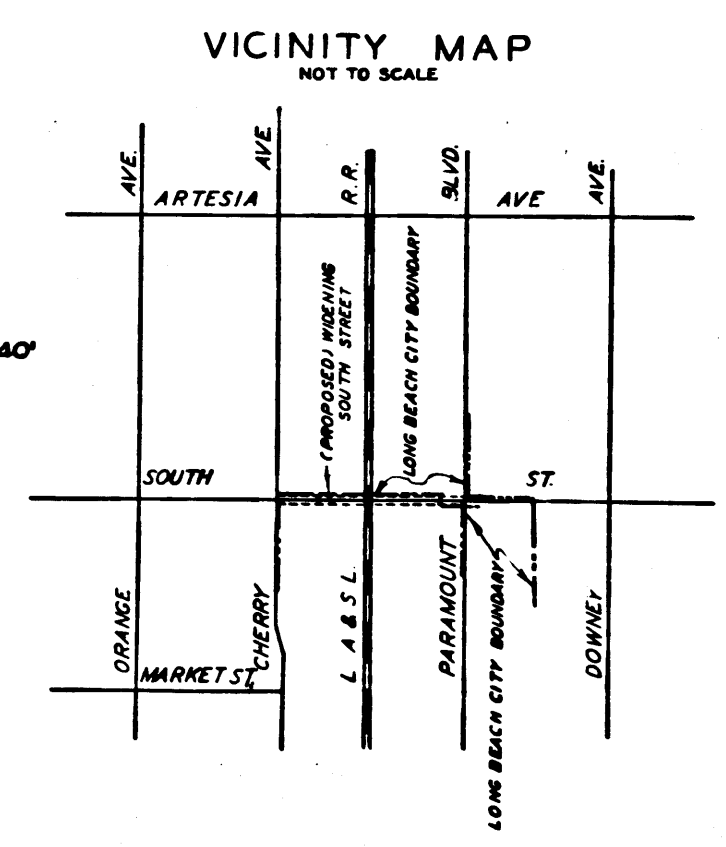 VICINITY MAP
NOT TO SCALE
AVE.
AVE.
R.R.
BLVD.
AVE.
ARTESIA AVE
(PROPOSED) WIDENING
SOUTH STREET
LONG BEACH CITY BOUNDARY
40'
SOUTH ST.
ORANGE
CHERRY
L A & S L.
PARAMOUNT
LONG BEACH CITY BOUNDARY
DOWNEY
MARKET ST.